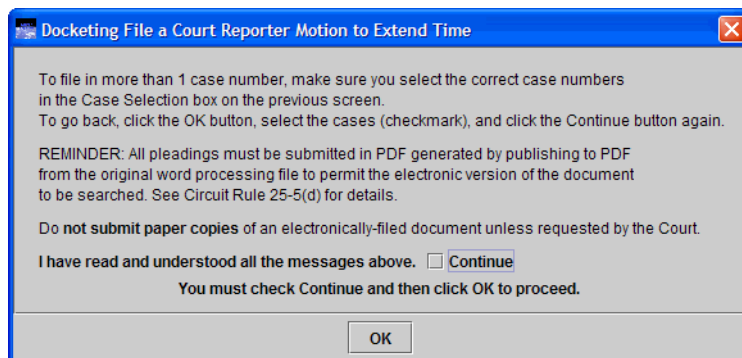 Docketing File a Court Reporter Motion to Extend Time
To file in more than 1 case number, make sure you select the correct case numbers
in the Case Selection box on the previous screen.
To go back, click the OK button, select the cases (checkmark), and click the Continue button again.
REMINDER: All pleadings must be submitted in PDF generated by publishing to PDF
from the original word processing file to permit the electronic version of the document
to be searched. See Circuit Rule 25-5(d) for details.
Do not submit paper copies of an electronically-filed document unless requested by the Court.
I have read and understood all the messages above. Continue
You must check Continue and then click OK to proceed.
OK